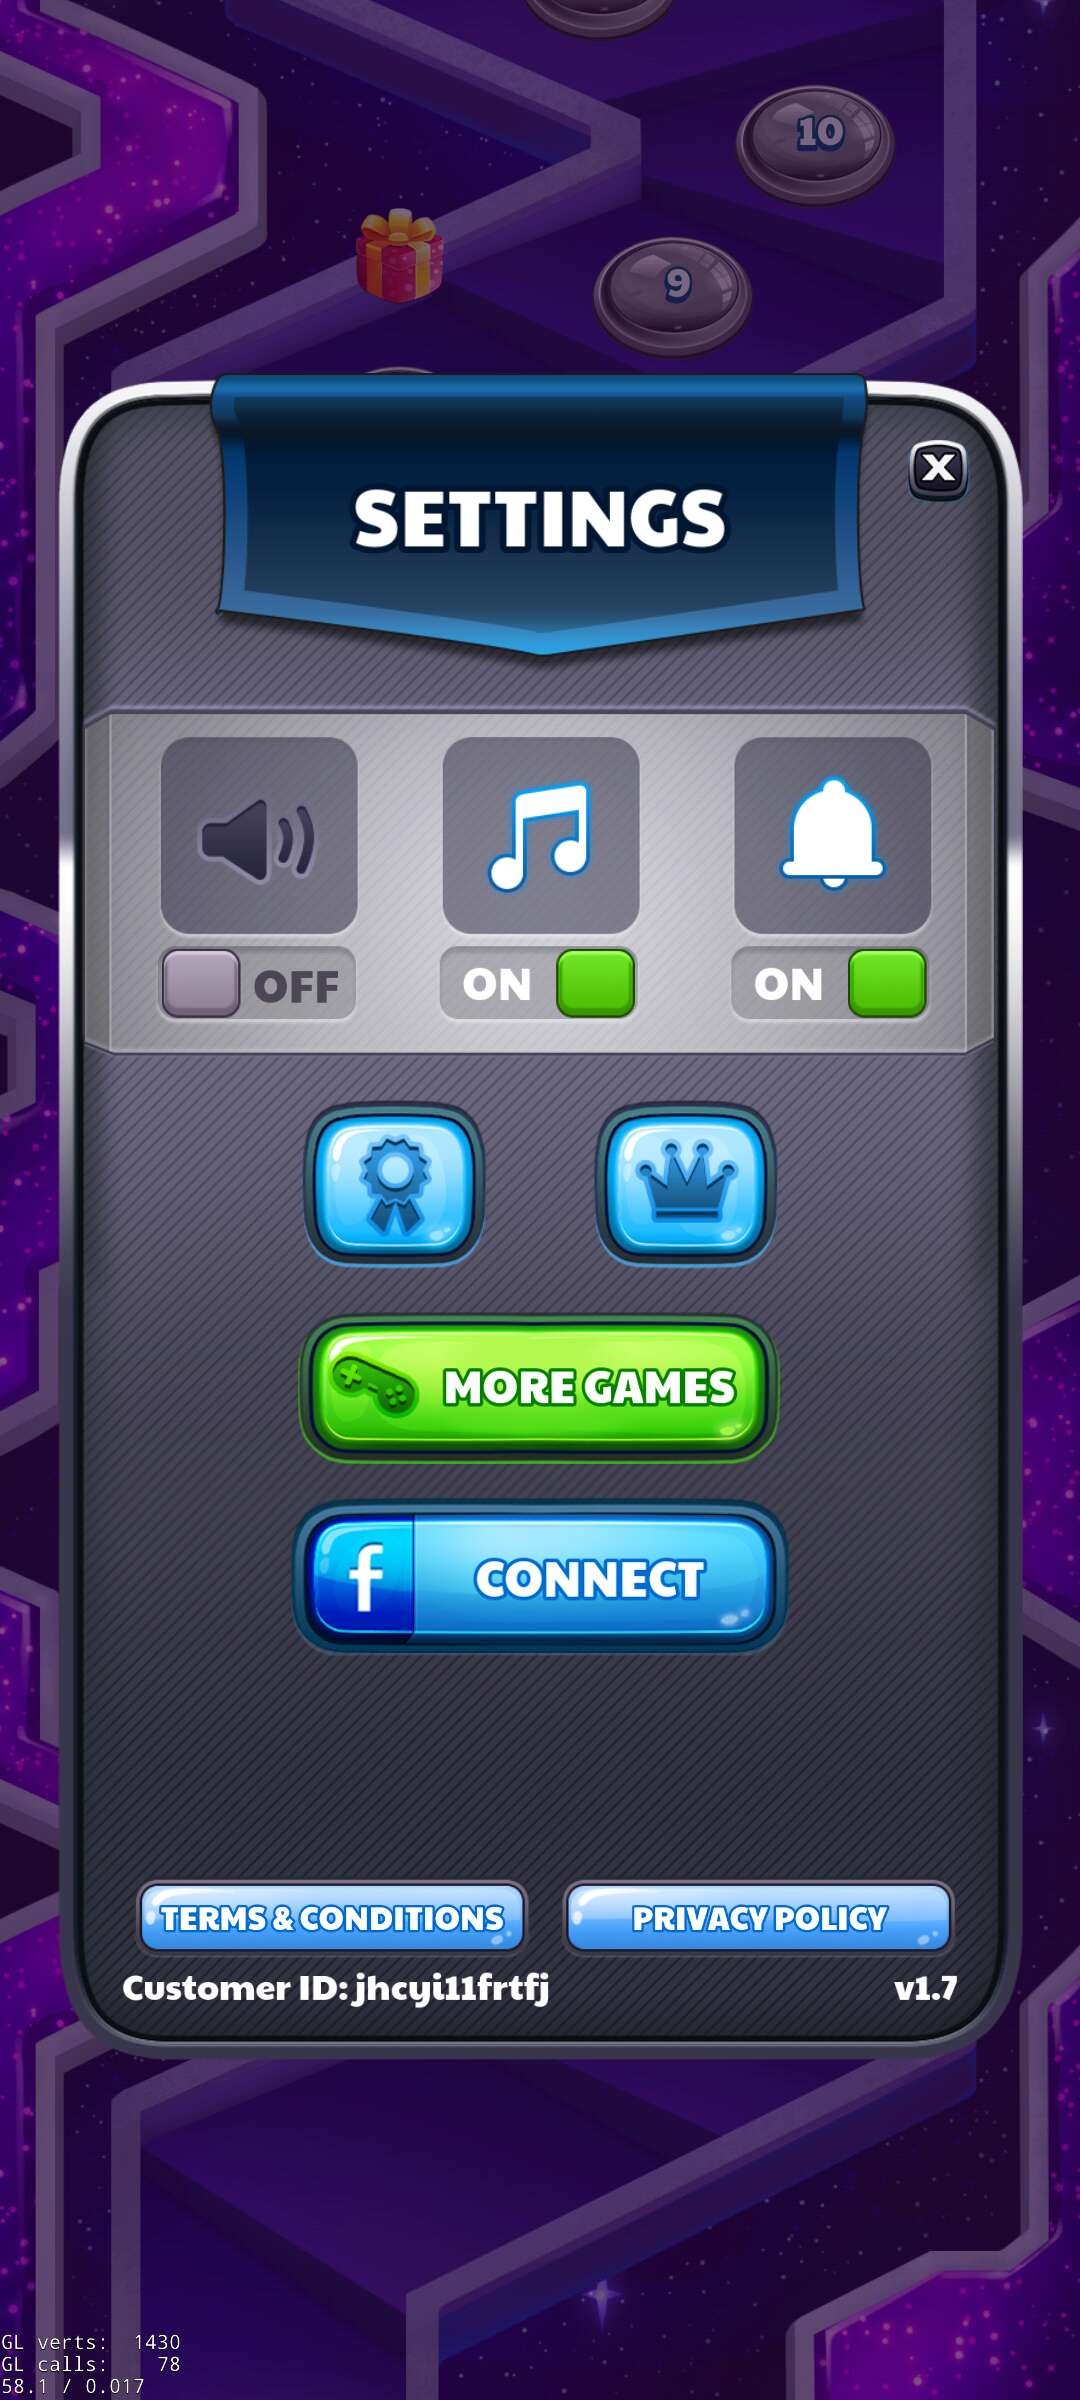 10
9
SETTINGS
X
OFF
ON
ON
MORE GAMES
f
CONNECT
TERMS & CONDITIONS
PRIVACY POLICY
Customer ID: jhcyi11frtfj
v1.7
GL verts: 1430
GL calls: 78
58.1 / 0.017